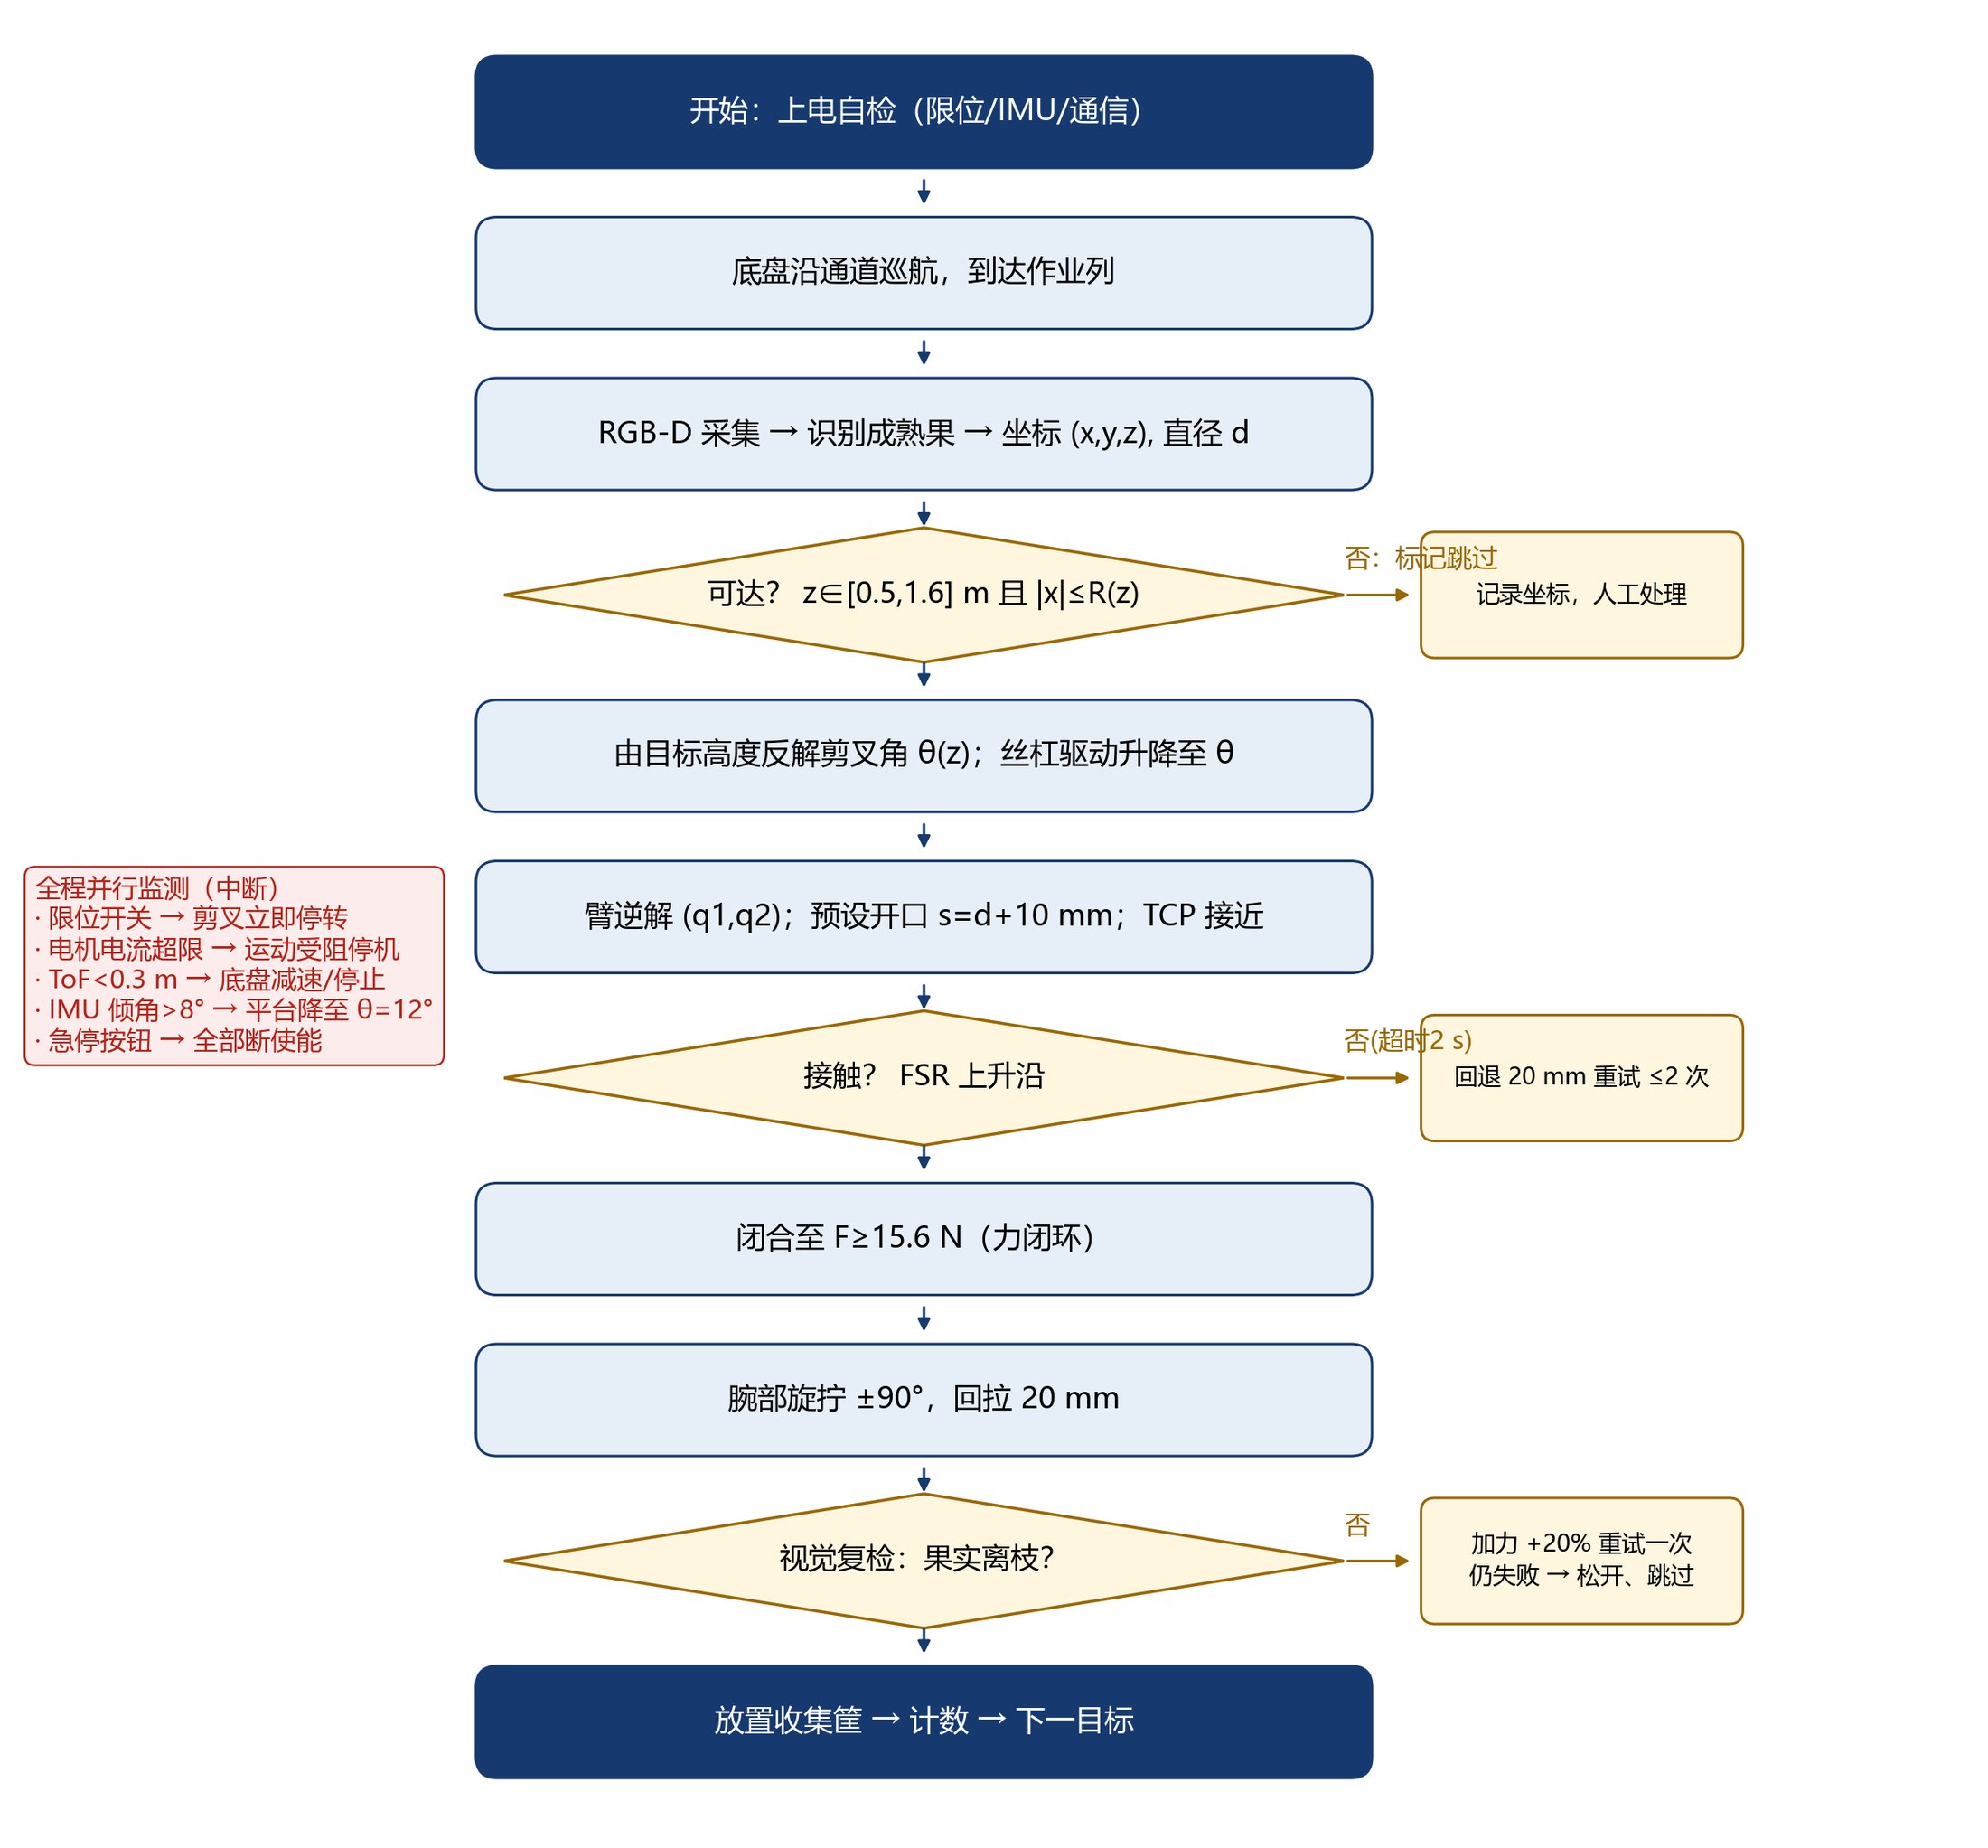 开始：上电自检（限位/IMU/通信）
底盘沿通道巡航，到达作业列
RGB-D 采集 → 识别成熟果 → 坐标 (x,y,z), 直径 d
可达？ z∈[0.5,1.6] m 且 |x|≤R(z)
否：标记跳过
记录坐标，人工处理
由目标高度反解剪叉角 θ(z)；丝杠驱动升降至 θ
全程并行监测（中断）
· 限位开关 → 剪叉立即停转
· 电机电流超限 → 运动受阻停机
· ToF<0.3 m → 底盘减速/停止
· IMU 倾角>8° → 平台降至 θ=12°
· 急停按钮 → 全部断使能
臂逆解 (q1,q2)；预设开口 s=d+10 mm；TCP 接近
接触？ FSR 上升沿
否(超时2 s)
回退 20 mm 重试 ≤2 次
闭合至 F≥15.6 N（力闭环）
腕部旋拧 ±90°，回拉 20 mm
视觉复检：果实离枝？
否
加力 +20% 重试一次
仍失败 → 松开、跳过
放置收集筐 → 计数 → 下一目标